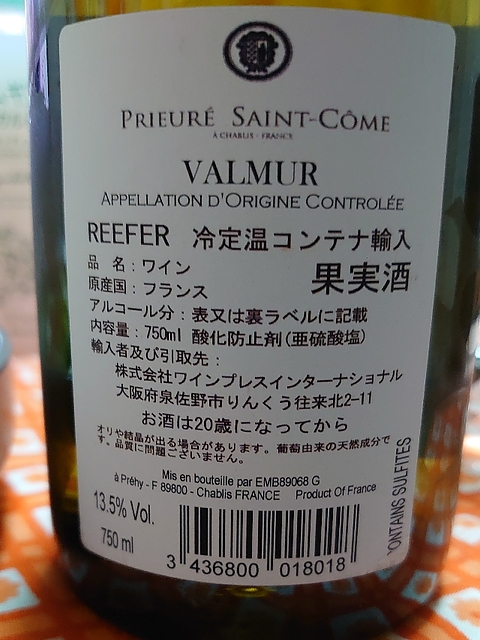 PRIEURÉ SAINT-CÔME
À CHABLIS - FRANCE
VALMUR
APPELLATION D'ORIGINE CONTROLÉE
REEFER 冷定温コンテナ輸入
品 名：ワイン
果実酒
原産国：フランス
アルコール分：表又は裏ラベルに記載
内容量：750ml 酸化防止剤(亜硫酸塩)
輸入者及び引取先：
株式会社ワインプレスインターナショナル
大阪府泉佐野市りんくう往来北2-11
お酒は20歳になってから
オリや結晶が出る場合があります。葡萄由来の天然成分で
す。品質に問題ございません。
Mis en bouteille par EMB89068 G
à Préhy - F 89800 - Chablis FRANCE Product Of France
13.5% Vol.
750 ml
3 436800 018018
CONTAINS SULFITES